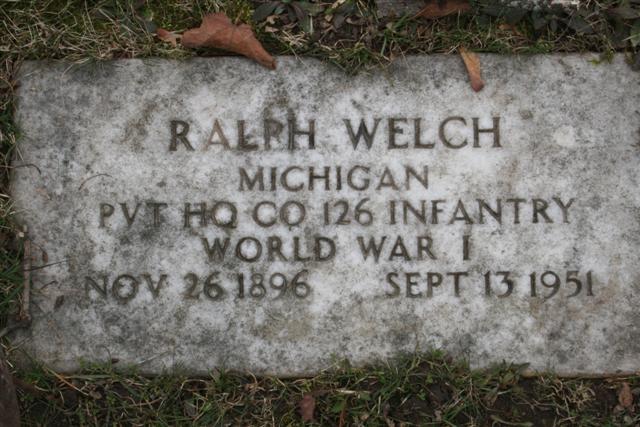 RALPH WELCH
MICHIGAN
PVT HQ CO 126 INFANTRY
WORLD WAR I
NOV 26 1896 SEPT 13 1951